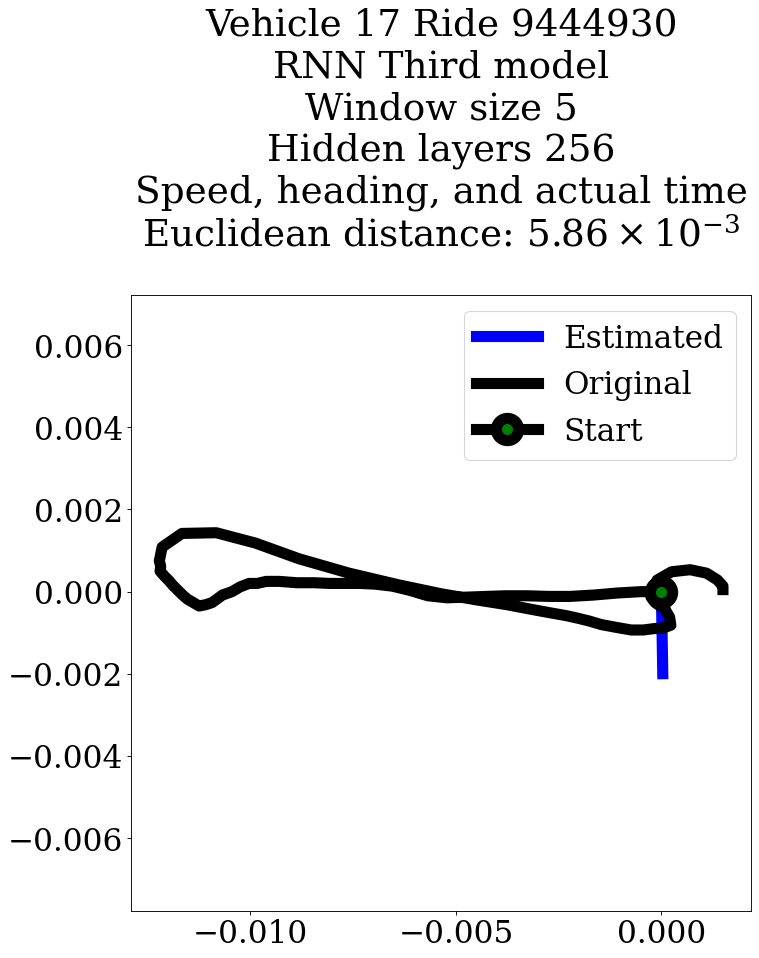 Vehicle 17 Ride 9444930
RNN Third model
Window size 5
Hidden layers 256
Speed, heading, and actual time
Euclidean distance: 5.86 × 10⁻³
Estimated
Original
Start
0.006
0.004
0.002
0.000
−0.002
−0.004
−0.006
−0.010
−0.005
0.000